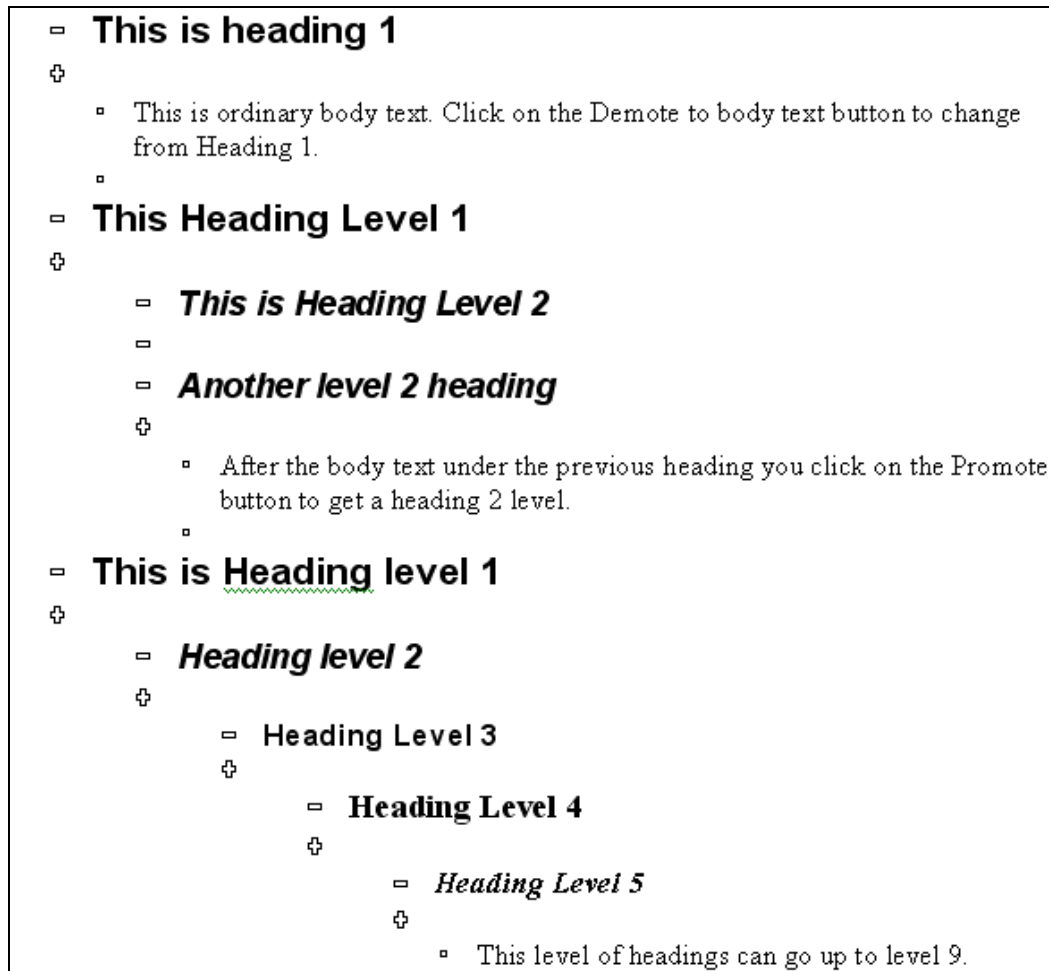 This is heading 1
This is ordinary body text. Click on the Demote to body text button to change
from Heading 1.
This Heading Level 1
This is Heading Level 2
Another level 2 heading
After the body text under the previous heading you click on the Promote
button to get a heading 2 level.
This is Heading level 1
Heading level 2
Heading Level 3
Heading Level 4
Heading Level 5
This level of headings can go up to level 9.